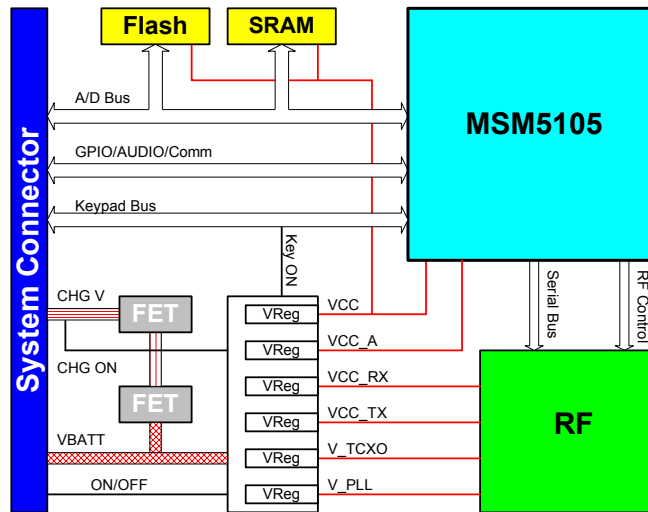 Flash
SRAM
MSM5105
System Connector
A/D Bus
GPIO/AUDIO/Comm
Keypad Bus
Key ON
Serial Bus
RF Control
CHG V
FET
CHG ON
FET
VBATT
ON/OFF
VReg
VCC
VReg
VCC_A
VReg
VCC_RX
VReg
VCC_TX
VReg
V_TCXO
VReg
V_PLL
RF